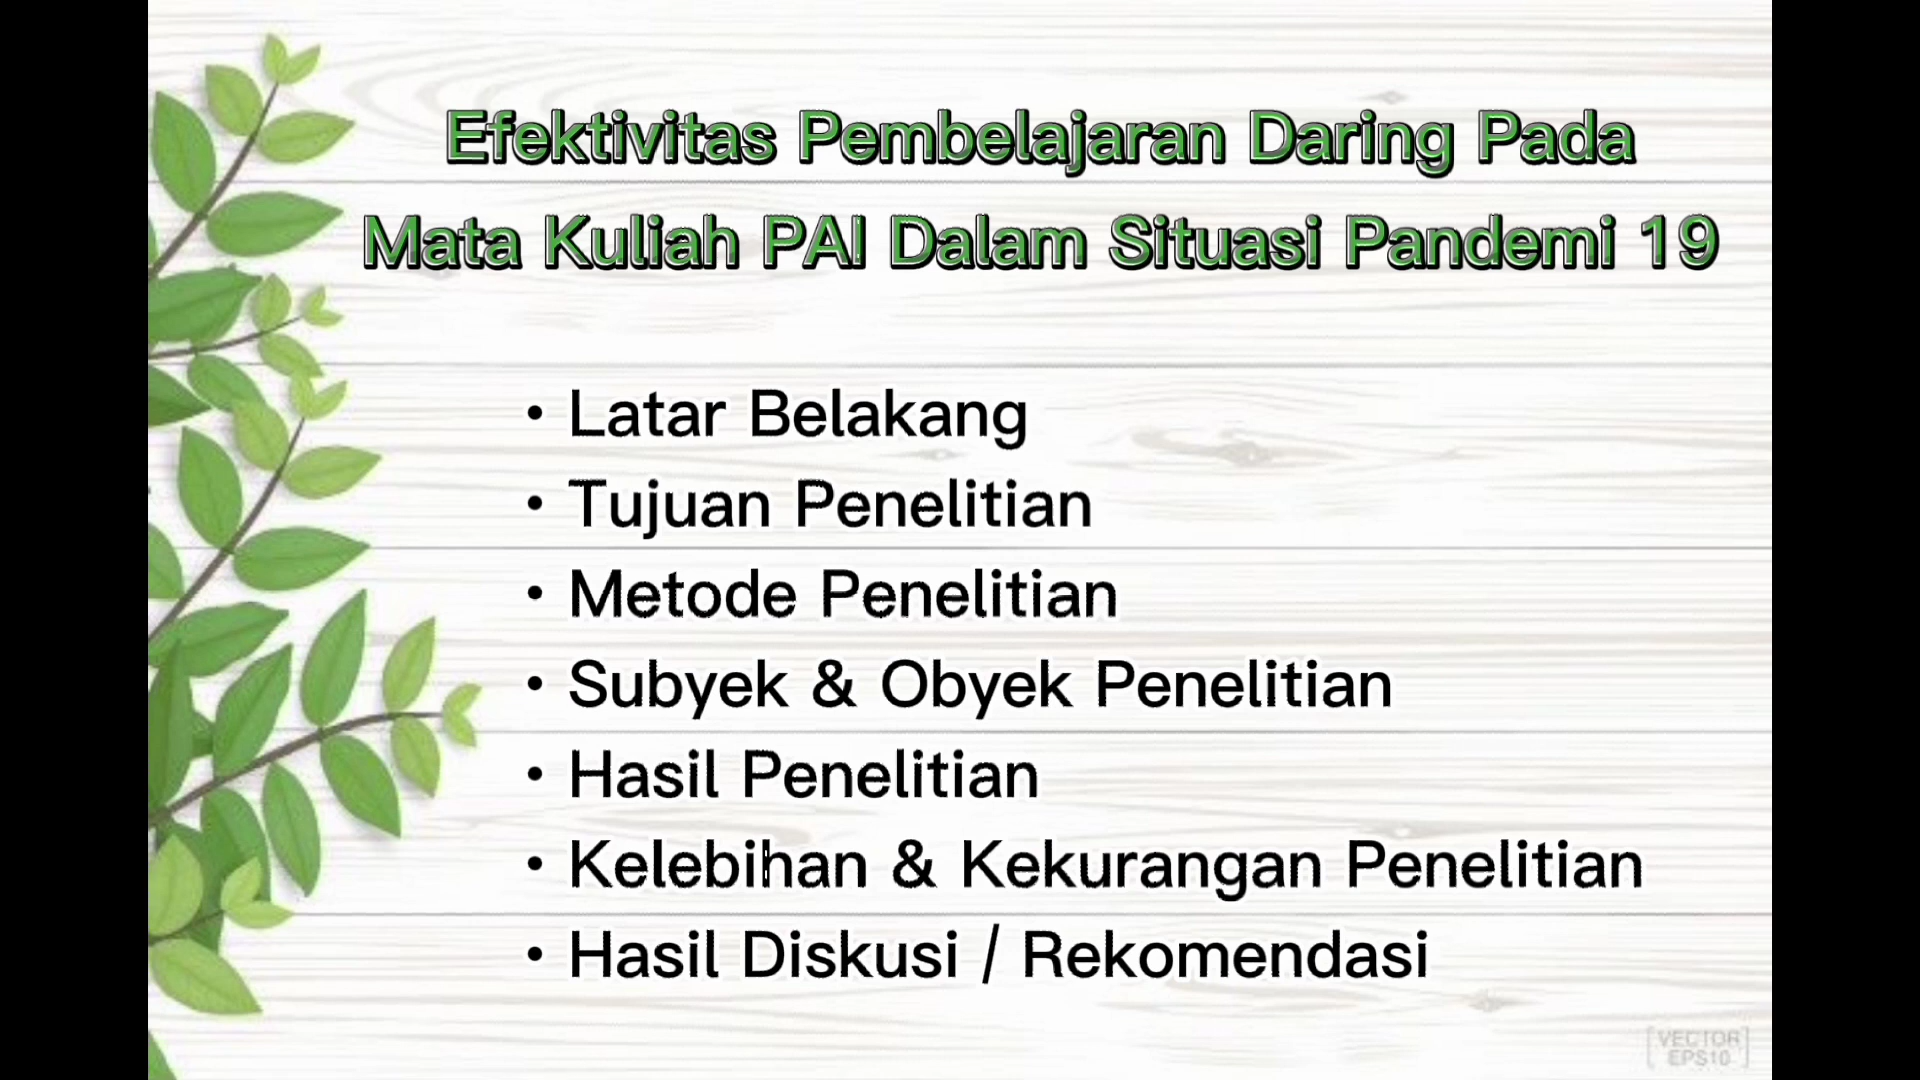 Efektivitas Pembelajaran Daring Pada
Mata Kuliah PAI Dalam Situasi Pandemi 19
• Latar Belakang
• Tujuan Penelitian
• Metode Penelitian
• Subyek & Obyek Penelitian
• Hasil Penelitian
• Kelebihan & Kekurangan Penelitian
• Hasil Diskusi / Rekomendasi
[VECTOR
EPS10]